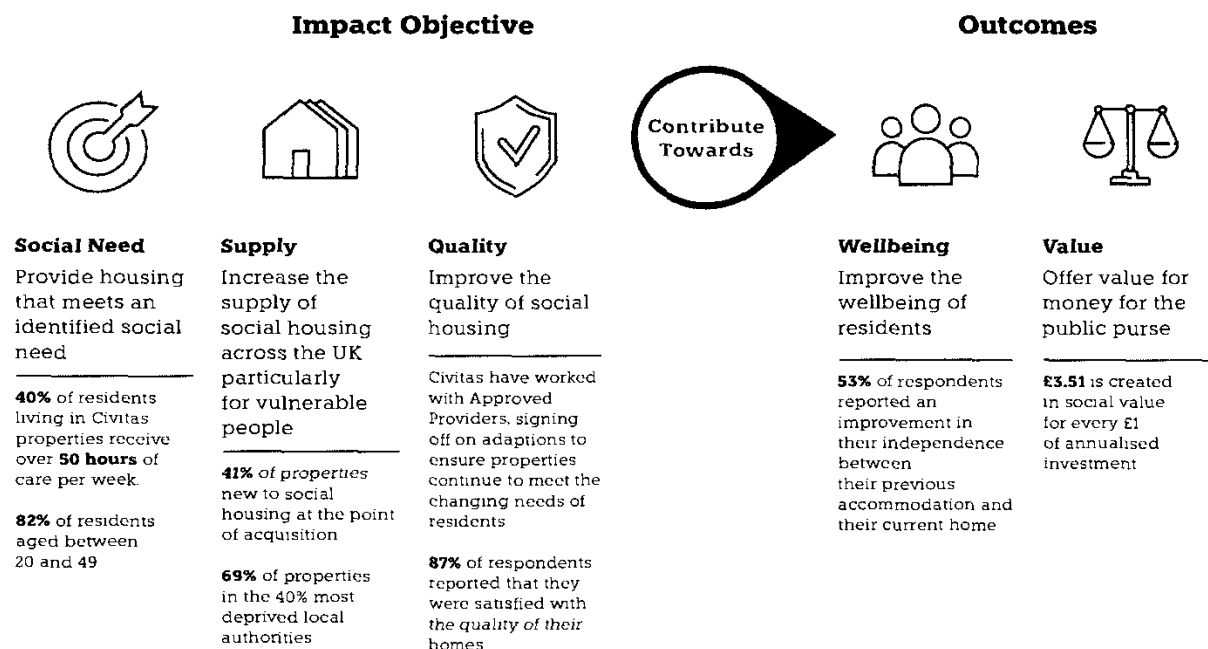 Impact Objective
Outcomes
Contribute
Towards
Social Need
Provide housing
that meets an
identified social
need
40% of residents
living in Civitas
properties receive
over 50 hours of
care per week.
82% of residents
aged between
20 and 49
Supply
Increase the
supply of
social housing
across the UK
particularly
for vulnerable
people
41% of properties
new to social
housing at the point
of acquisition
69% of properties
in the 40% most
deprived local
authorities
Quality
Improve the
quality of social
housing
Civitas have worked
with Approved
Providers, signing
off on adaptions to
ensure properties
continue to meet the
changing needs of
residents
87% of respondents
reported that they
were satisfied with
the quality of their
homes
Wellbeing
Improve the
wellbeing of
residents
53% of respondents
reported an
improvement in
their independence
between
their previous
accommodation and
their current home
Value
Offer value for
money for the
public purse
£3.51 is created
in social value
for every £1
of annualised
investment